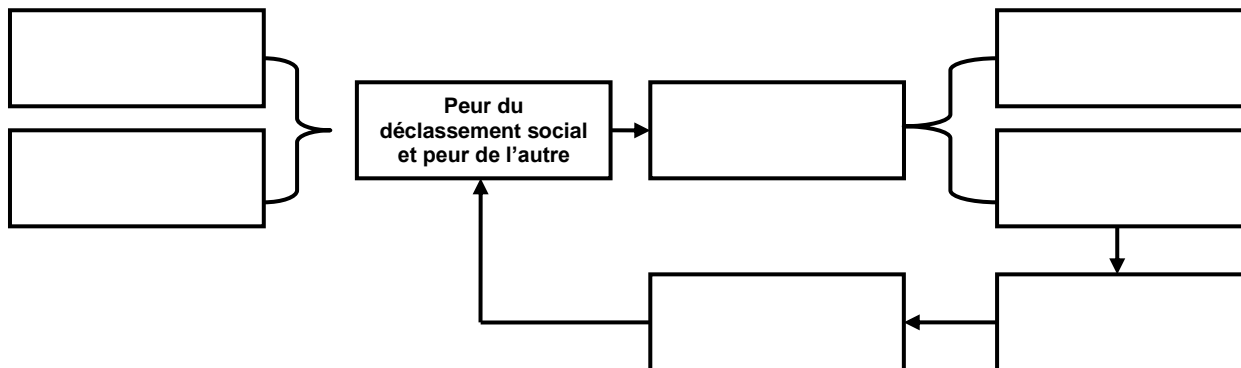 Peur du
déclassement social
et peur de l'autre